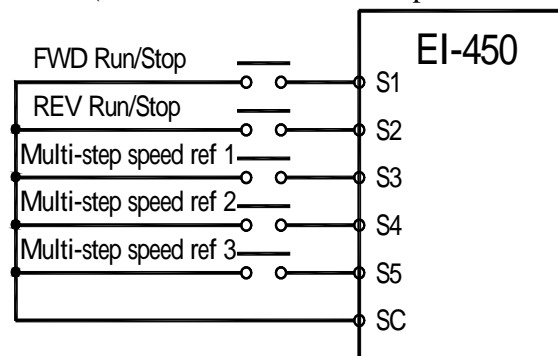 EI-450
FWD Run/Stop
S1
REV Run/Stop
S2
Multi-step speed ref 1
S3
Multi-step speed ref 2
S4
Multi-step speed ref 3
S5
SC